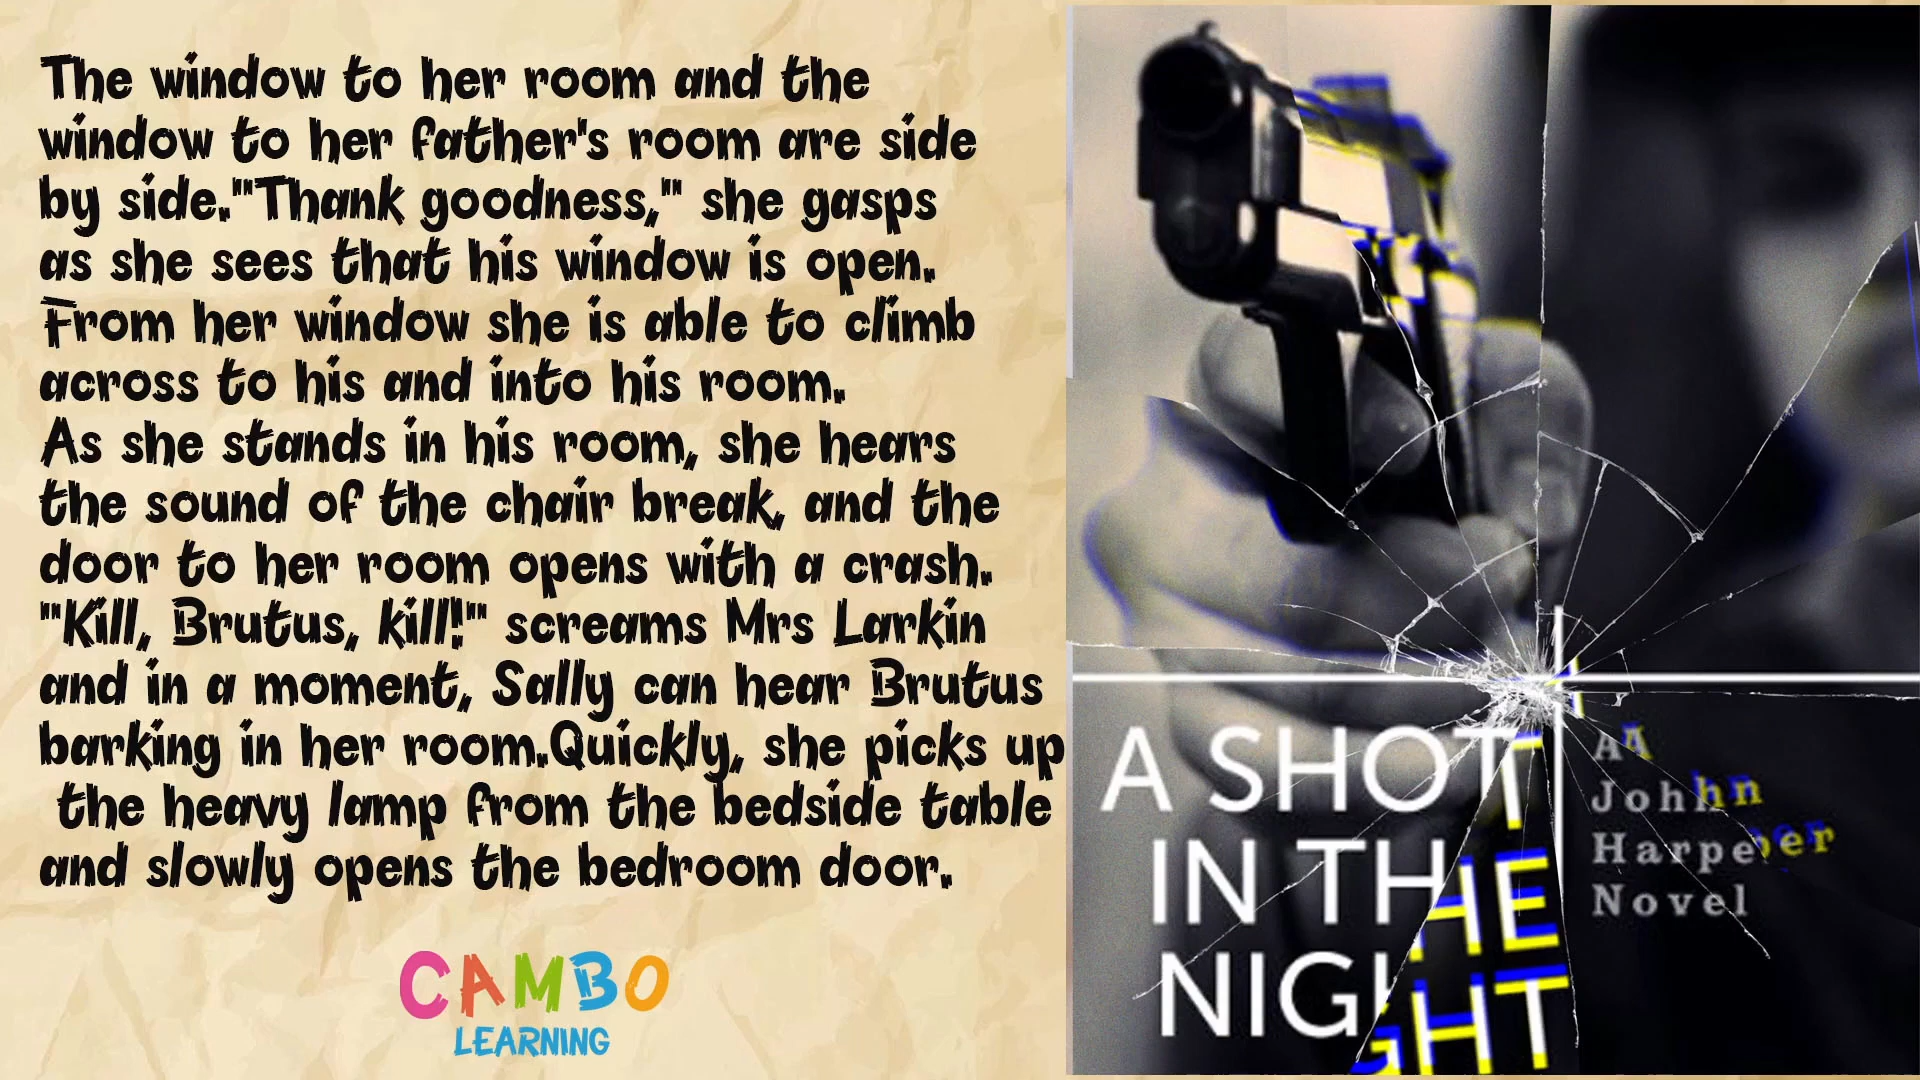 The window to her room and the
window to her father's room are side
by side.""Thank goodness,"" she gasps
as she sees that his window is open.
From her window she is able to climb
across to his and into his room.
As she stands in his room, she hears
the sound of the chair break, and the
door to her room opens with a crash.
""Kill, Brutus, kill!"" screams Mrs Larkin
and in a moment, Sally can hear Brutus
barking in her room.Quickly, she picks up
the heavy lamp from the bedside table
and slowly opens the bedroom door.
CAMBO
LEARNING
A SHOT
IN THE
NIGHT
A
John
Harper
Novel